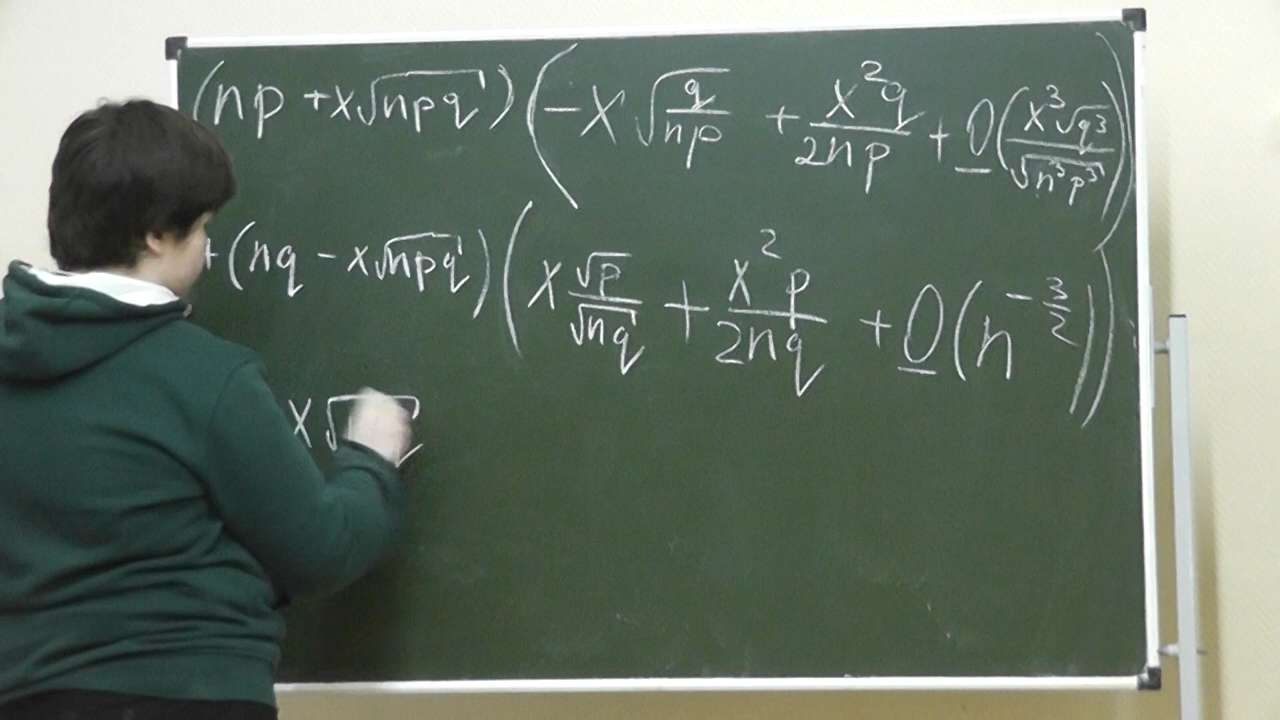 (np + x√npq) (-x √(q/np) + x²q/2np + O(x³√q³/√n³p³))
+ (nq - x√npq) (x √p/√nq + x²p/2nq + O(n^(-3/2)))
x√